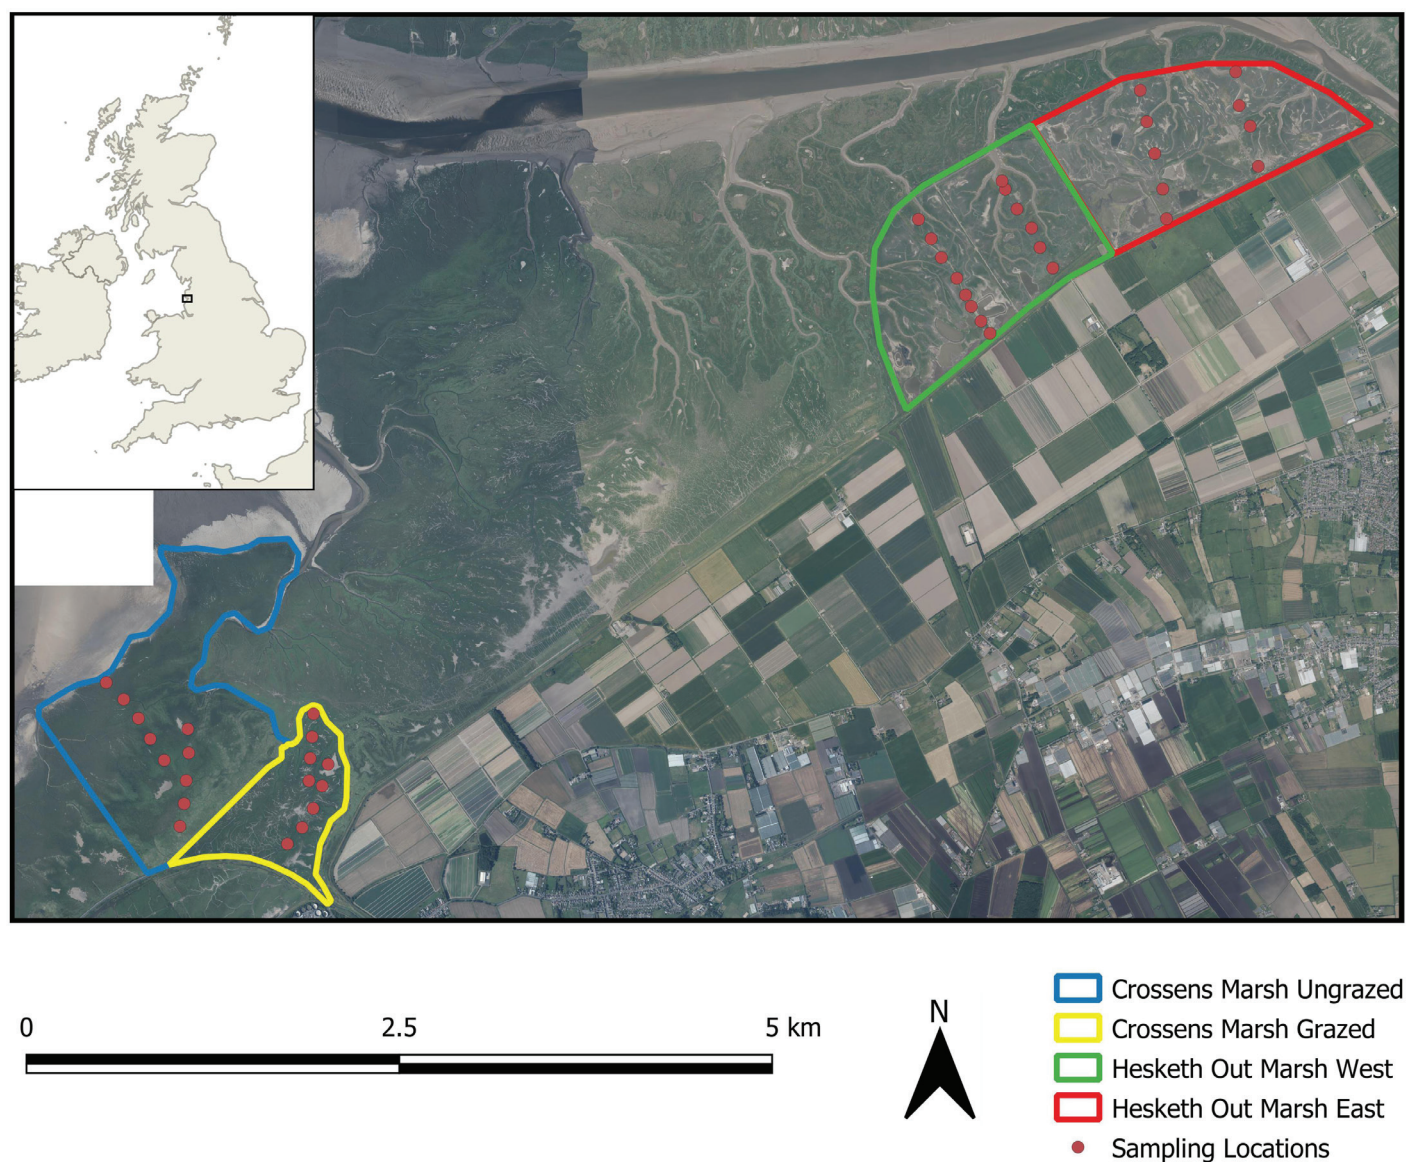 0 2.5 5 km
N
Crossens Marsh Ungrazed
Crossens Marsh Grazed
Hesketh Out Marsh West
Hesketh Out Marsh East
Sampling Locations